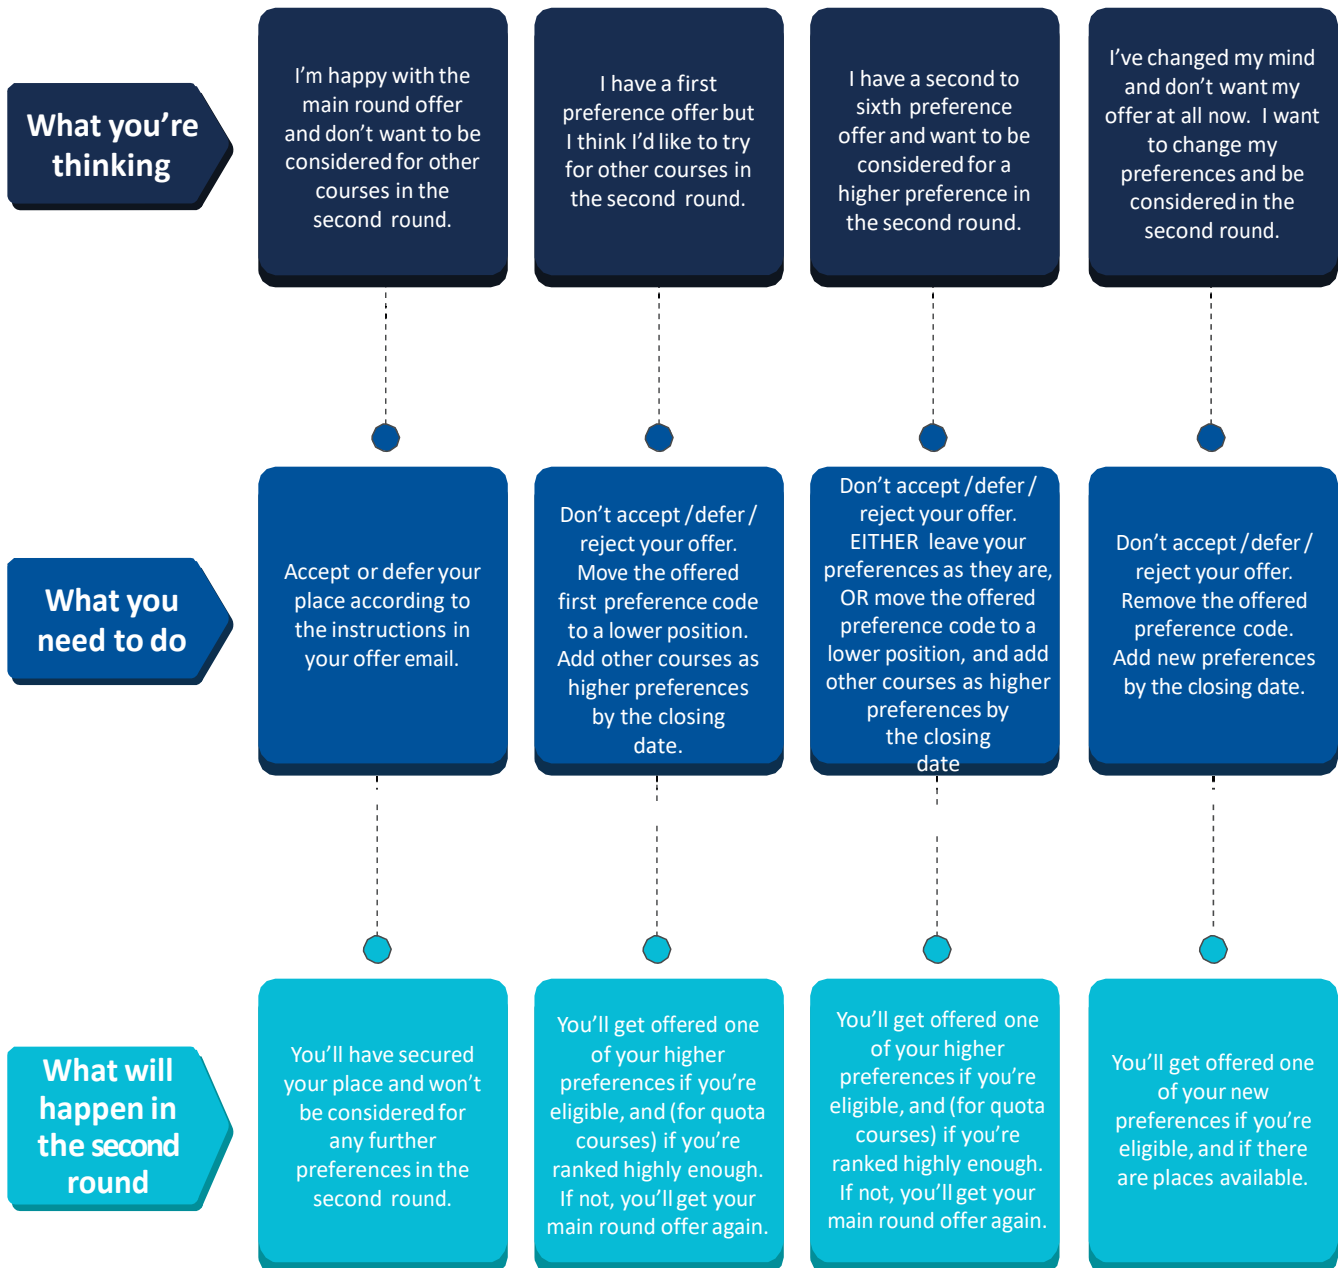 What you're
thinking
I'm happy with the
main round offer
and don't want to be
considered for other
courses in the
second round.
I have a first
preference offer but
I think I'd like to try
for other courses in
the second round.
I have a second to
sixth preference
offer and want to be
considered for a
higher preference in
the second round.
I've changed my mind
and don't want my
offer at all now. I want
to change my
preferences and be
considered in the
second round.
What you
need to do
Accept or defer your
place according to
the instructions in
your offer email.
Don't accept / defer /
reject your offer.
Move the offered
first preference code
to a lower position.
Add other courses as
higher preferences
by the closing
date.
Don't accept / defer /
reject your offer.
EITHER leave your
preferences as they are,
OR move the offered
preference code to a
lower position, and add
other courses as higher
preferences by
the closing
date
Don't accept / defer /
reject your offer.
Remove the offered
preference code.
Add new preferences
by the closing date.
What will
happen in
the second
round
You'll have secured
your place and won't
be considered for
any further
preferences in the
second round.
You'll get offered one
of your higher
preferences if you're
eligible, and (for quota
courses) if you're
ranked highly enough.
If not, you'll get your
main round offer again.
You'll get offered one
of your higher
preferences if you're
eligible, and (for quota
courses) if you're
ranked highly enough.
If not, you'll get your
main round offer again.
You'll get offered one
of your new
preferences if you're
eligible, and if there
are places available.